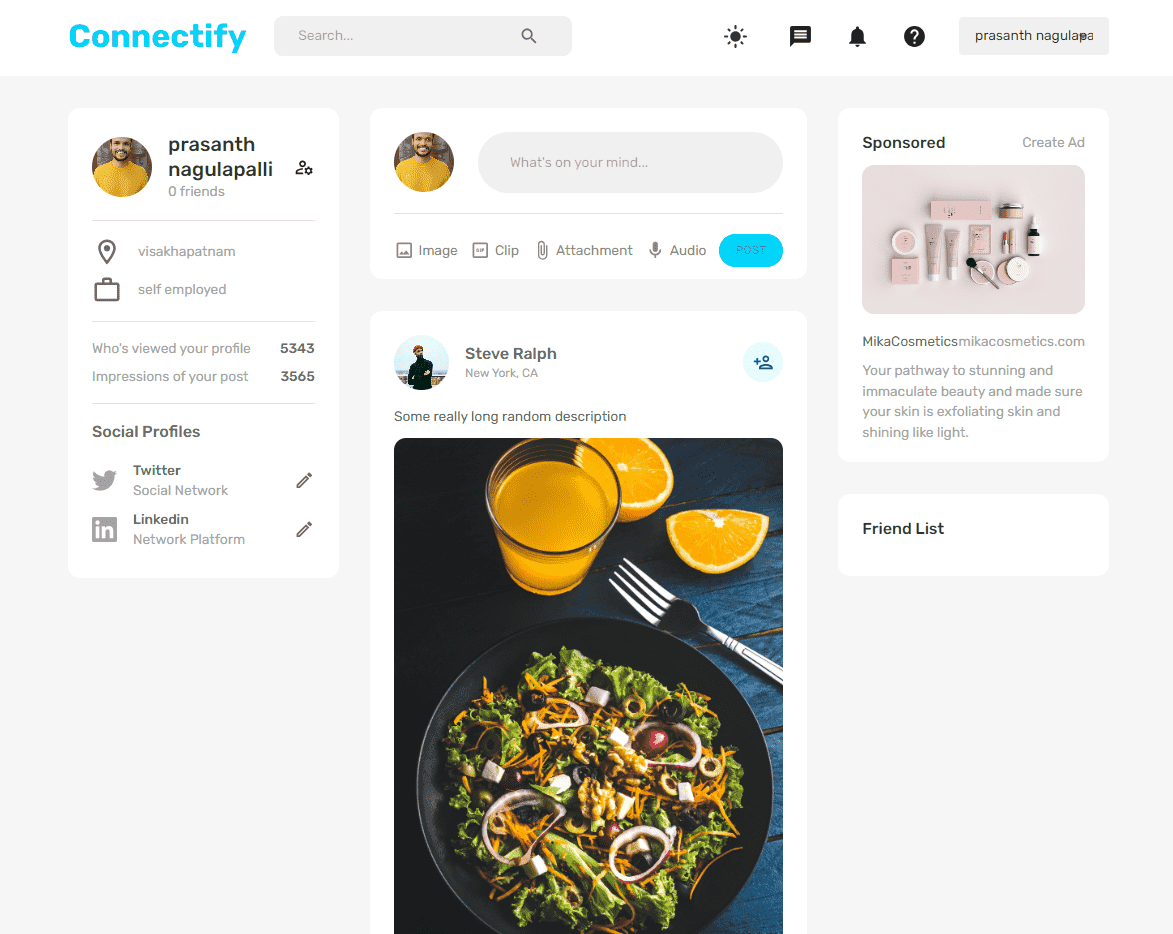 Connectify
Search...
prasanth nagulapa
prasanth
nagulapalli
0 friends
visakhapatnam
self employed
Who's viewed your profile 5343
Impressions of your post 3565
Social Profiles
Twitter
Social Network
Linkedin
Network Platform
What's on your mind...
Image Clip Attachment Audio POST
Steve Ralph
New York, CA
Some really long random description
Sponsored Create Ad
MikaCosmetics mikacosmetics.com
Your pathway to stunning and
immaculate beauty and made sure
your skin is exfoliating skin and
shining like light.
Friend List